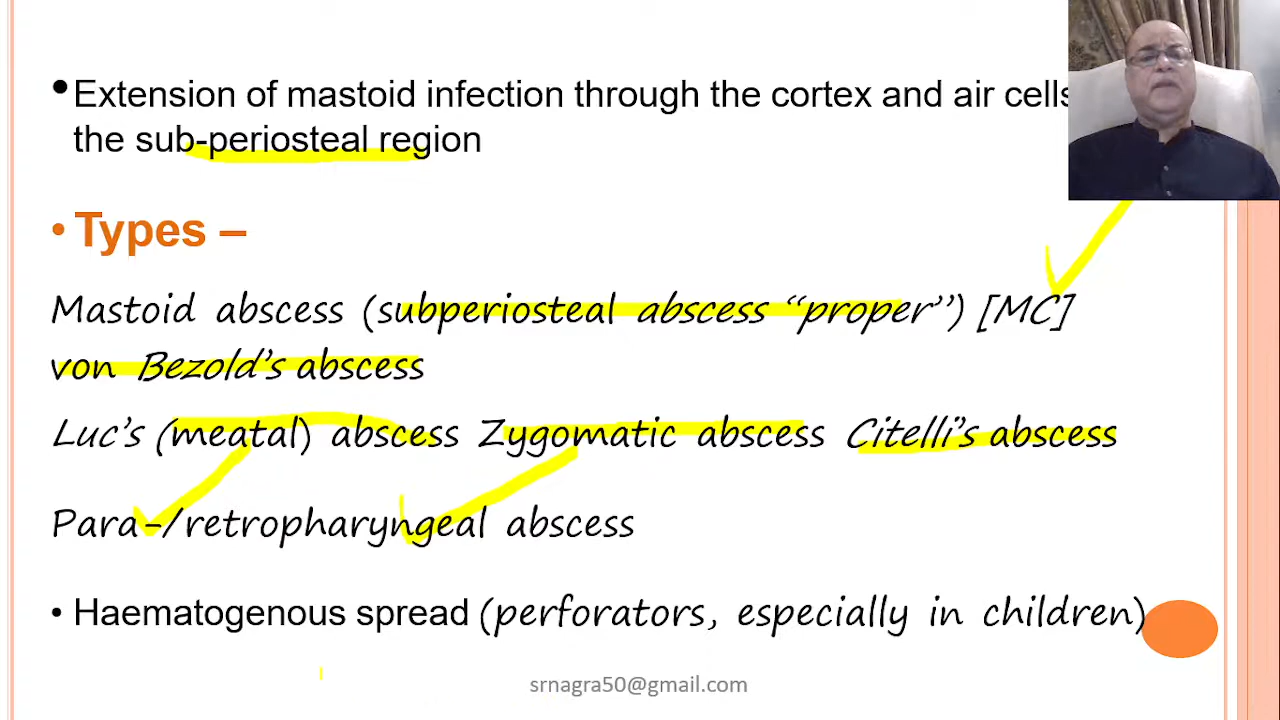 •Extension of mastoid infection through the cortex and air cells
the sub-periosteal region
• Types –
Mastoid abscess (subperiosteal abscess “proper”) [MC]
von Bezold’s abscess
Luc’s (meatal) abscess Zygomatic abscess Citelli’s abscess
Para-/retropharyngeal abscess
• Haematogenous spread (perforators, especially in children)
srnagra50@gmail.com